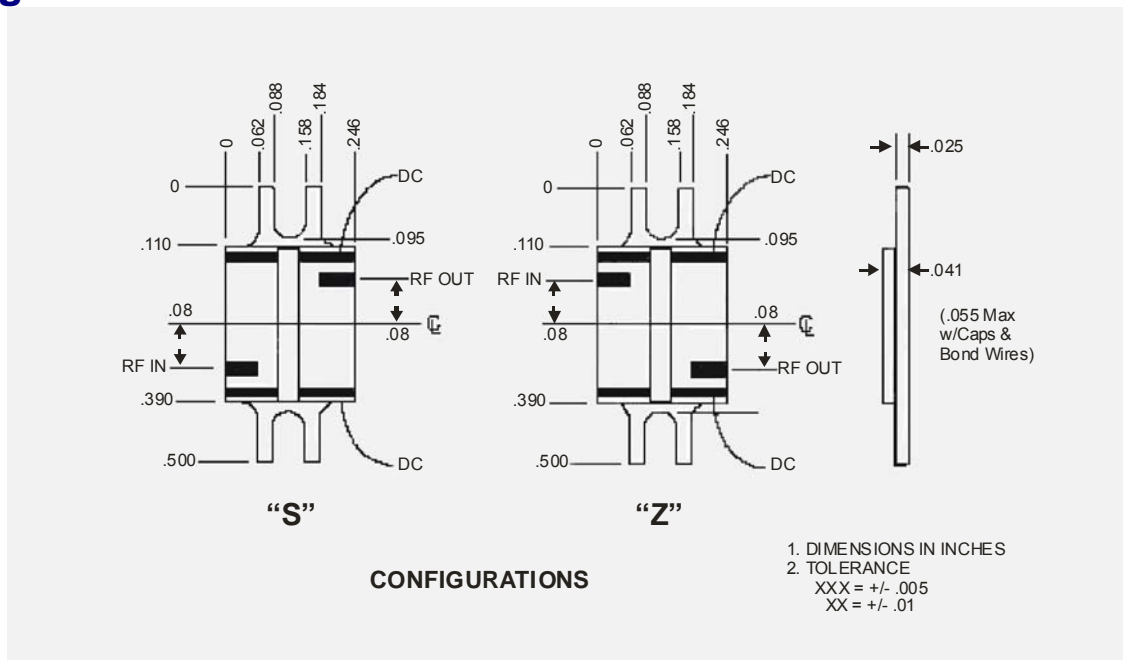 g
0
.062
.088
.158
.184
.246
0
DC
.110
.095
RF OUT
.08
.08
RF IN
.390
.500
DC
“S”
0
.062
.088
.158
.184
.246
0
DC
.110
.095
RF IN
.08
.08
RF OUT
.390
.500
DC
“Z”
.025
.041
(.055 Max
w/Caps &
Bond Wires)
CONFIGURATIONS
1. DIMENSIONS IN INCHES
2. TOLERANCE
XXX = +/- .005
XX = +/- .01